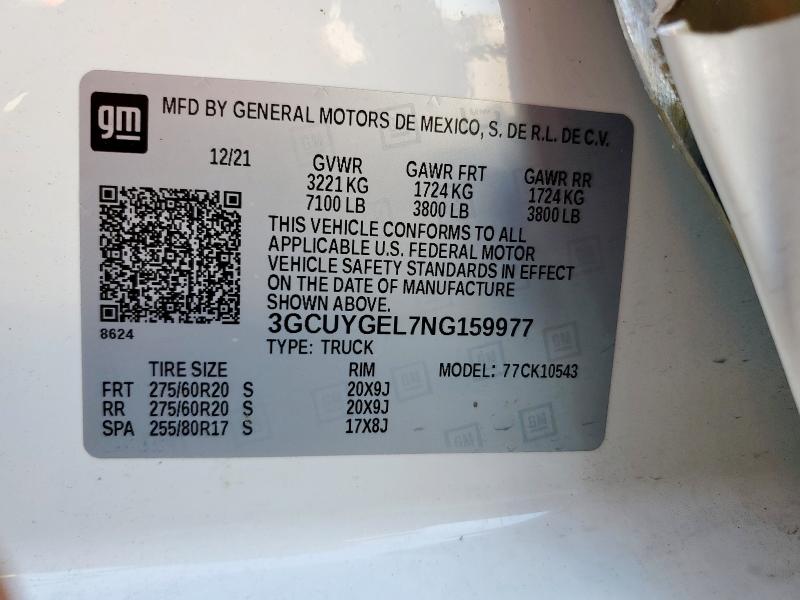 gm
MFD BY GENERAL MOTORS DE MEXICO, S. DE R.L. DE C.V.
12/21 GVWR GAWR FRT GAWR RR
3221 KG 1724 KG 1724 KG
7100 LB 3800 LB 3800 LB
THIS VEHICLE CONFORMS TO ALL
APPLICABLE U.S. FEDERAL MOTOR
VEHICLE SAFETY STANDARDS IN EFFECT
ON THE DATE OF MANUFACTURE
SHOWN ABOVE.
8624
3GCUYGEL7NG159977
TYPE: TRUCK
TIRE SIZE RIM MODEL: 77CK10543
FRT 275/60R20 S 20X9J
RR 275/60R20 S 20X9J
SPA 255/80R17 S 17X8J